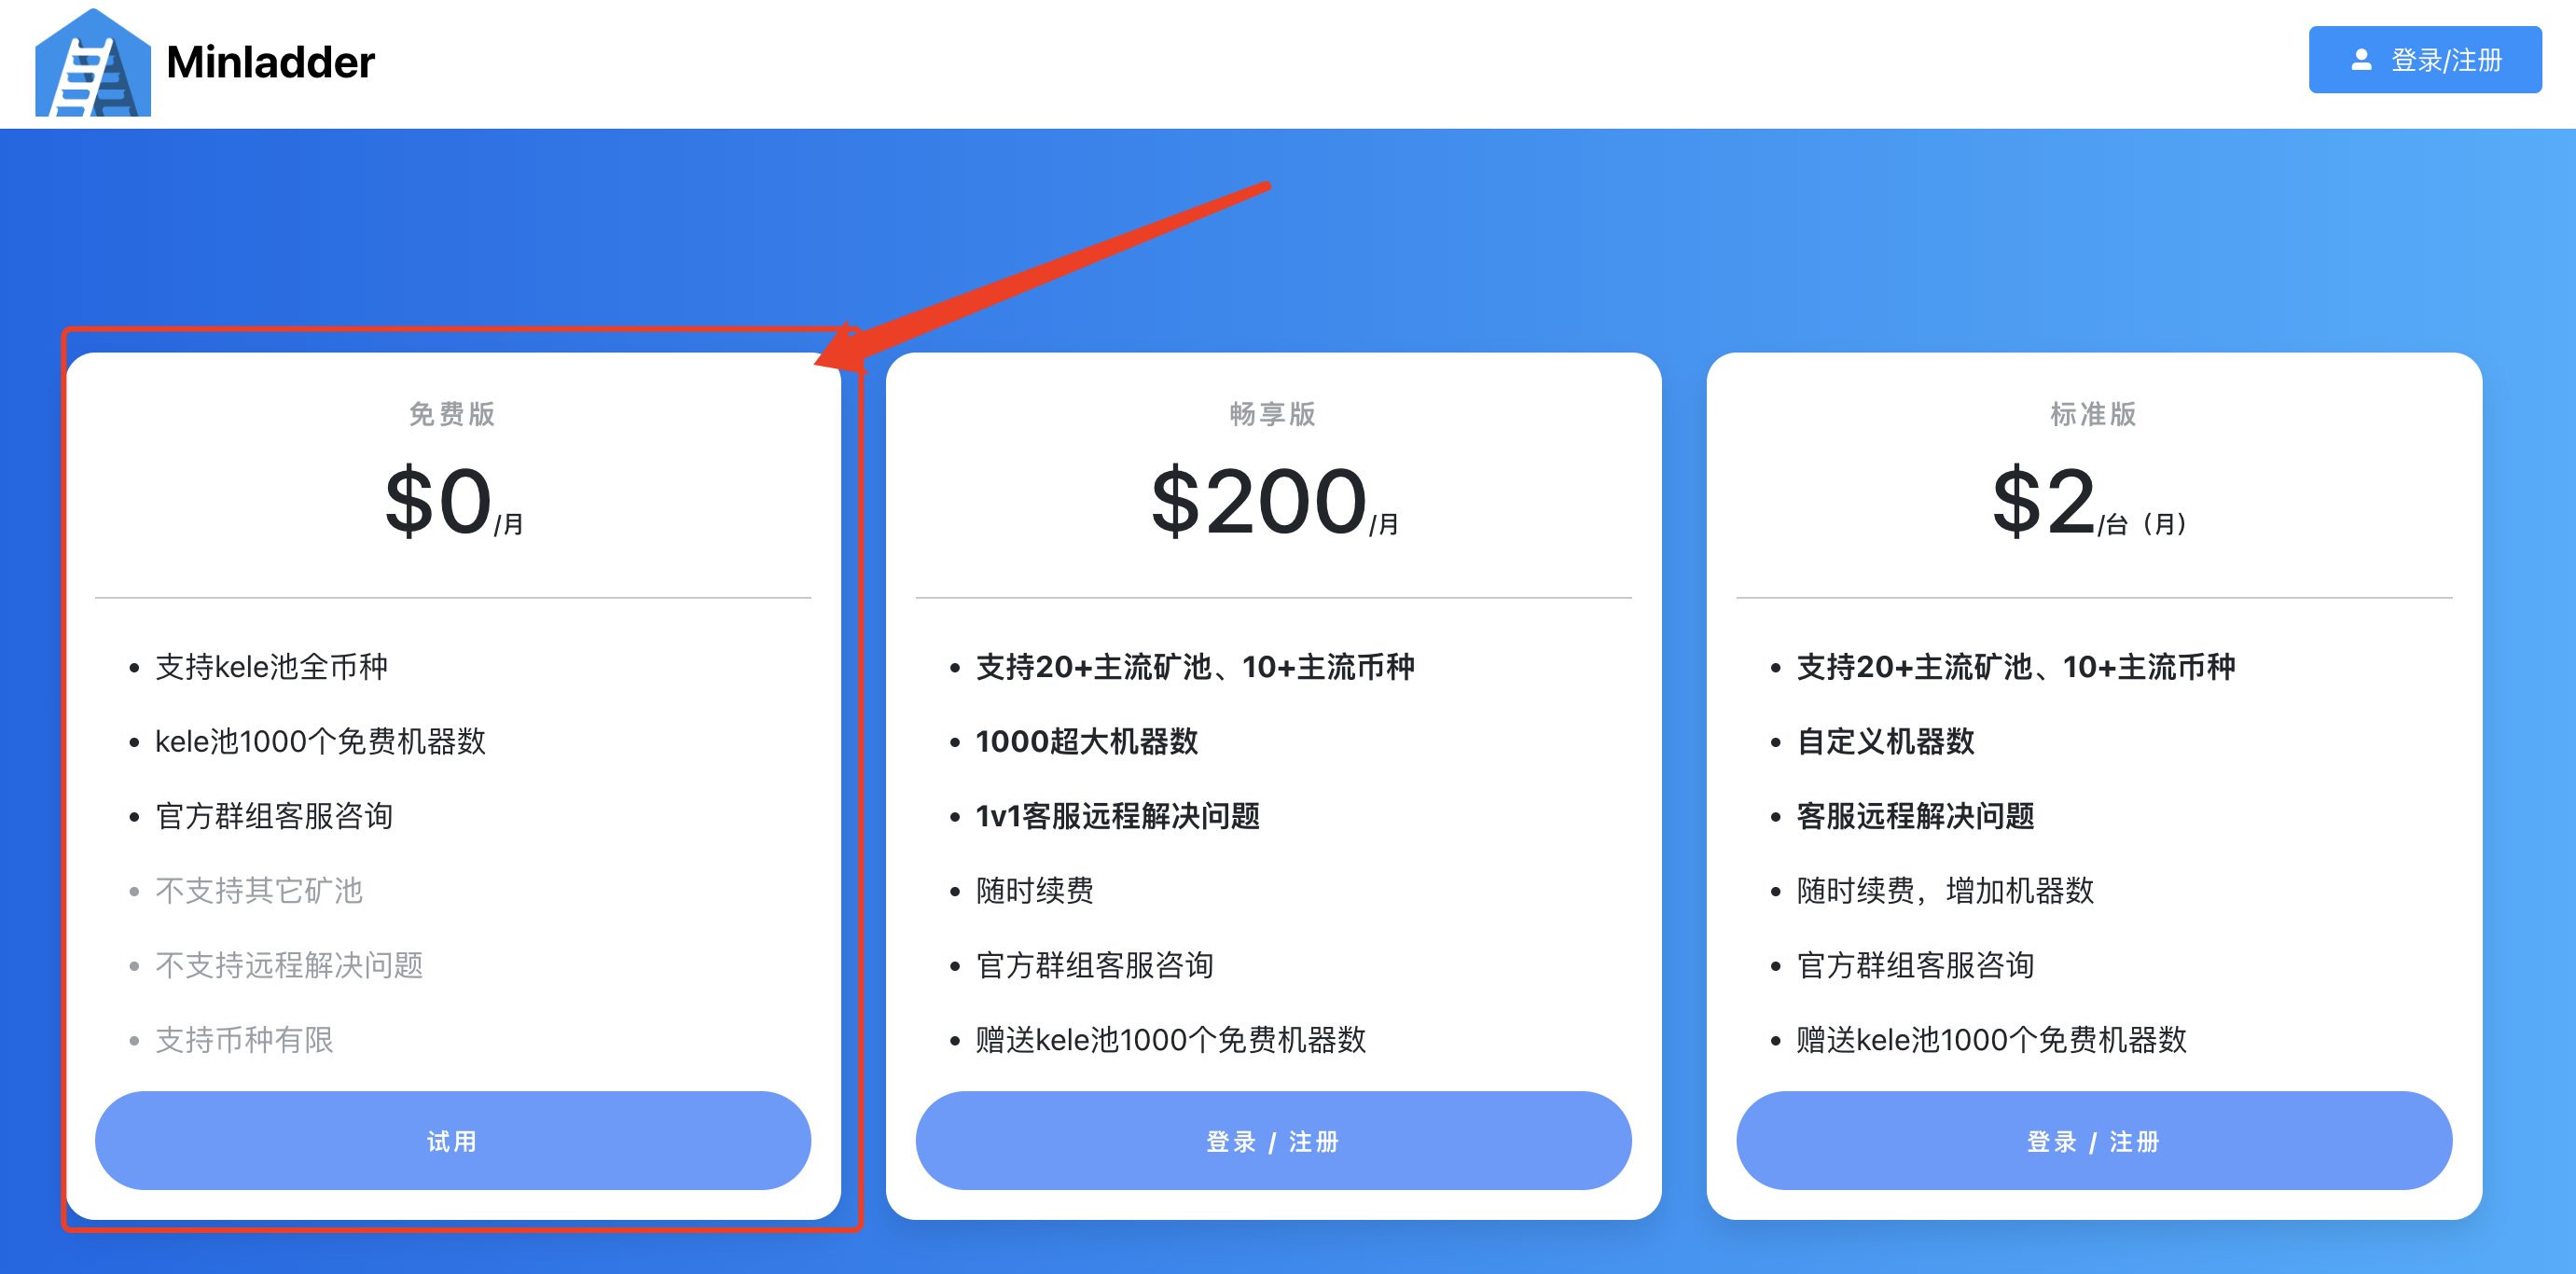 Minladder
登录/注册
免费版
$0/月
支持kele池全币种
kele池1000个免费机器数
官方群组客服咨询
不支持其它矿池
不支持远程解决问题
支持币种有限
试用
畅享版
$200/月
支持20+主流矿池、10+主流币种
1000超大机器数
1v1客服远程解决问题
随时续费
官方群组客服咨询
赠送kele池1000个免费机器数
登录 / 注册
标准版
$2/台（月）
支持20+主流矿池、10+主流币种
自定义机器数
客服远程解决问题
随时续费，增加机器数
官方群组客服咨询
赠送kele池1000个免费机器数
登录 / 注册